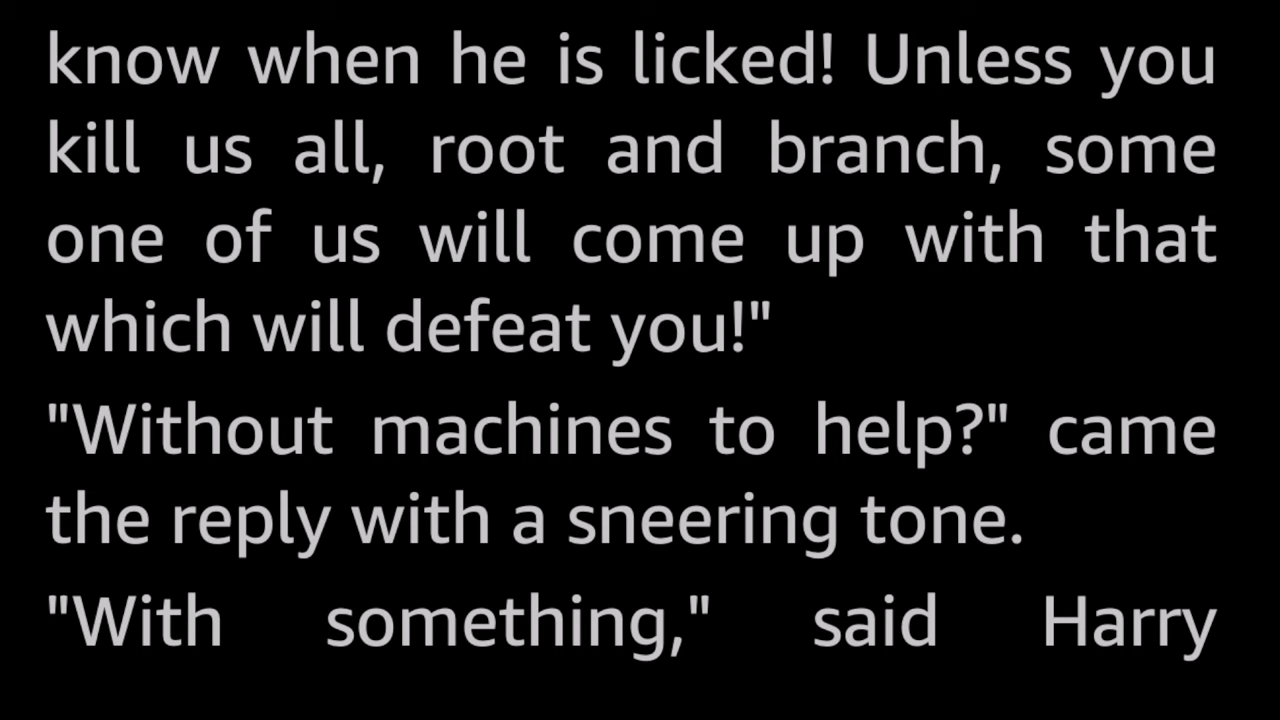 know when he is licked! Unless you
kill us all, root and branch, some
one of us will come up with that
which will defeat you!"
"Without machines to help?" came
the reply with a sneering tone.
"With something," said Harry